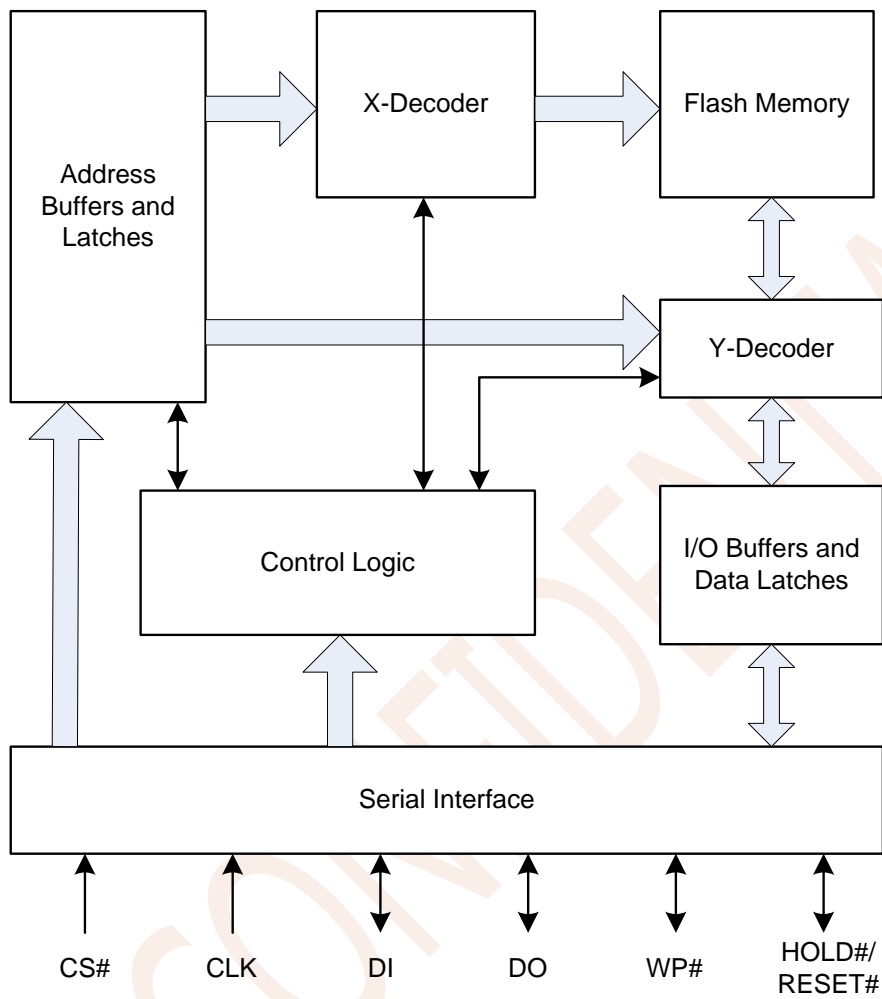 Address
Buffers and
Latches
X-Decoder
Flash Memory
Y-Decoder
Control Logic
I/O Buffers and
Data Latches
Serial Interface
CS#
CLK
DI
DO
WP#
HOLD#/
RESET#